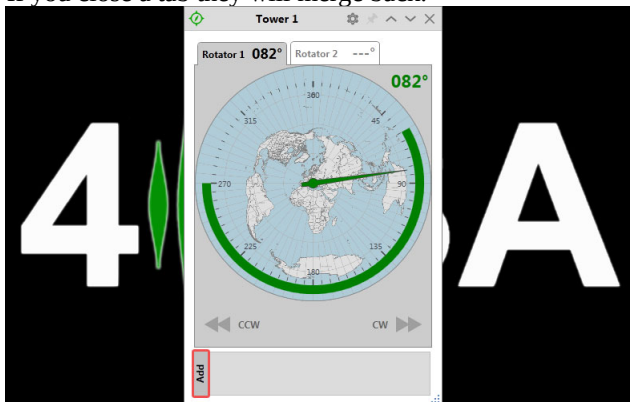 If you close a tab they will merge back.
Tower 1
Rotator 1 082° Rotator 2 ---°
082°
360
315 45
270 90
225 135
180
CCW CW
Add
4 A